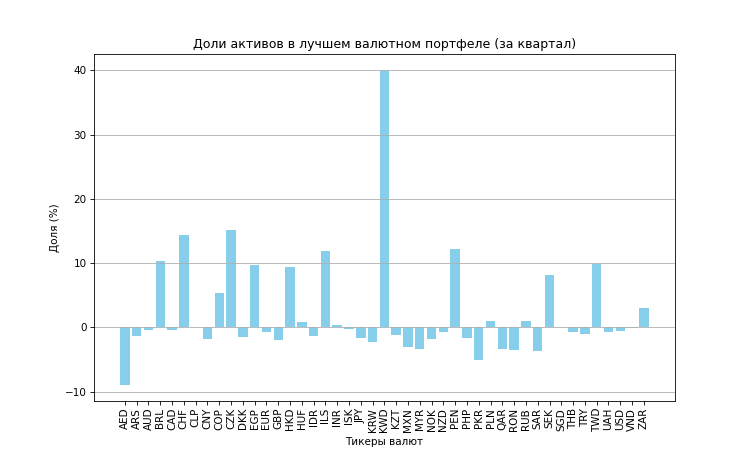 Доли активов в лучшем валютном портфеле (за квартал)
Доля (%)
40
30
20
10
0
−10
AED ARS AUD BRL CAD CHF CLP CNY COP CZK DKK EGP EUR GBP HKD HUF IDR ILS INR ISK JPY KRW KWD KZT MXN MYR NOK NZD PEN PHP PKR PLN QAR RON RUB SAR SEK SGD THB TRY TWD UAH USD VND ZAR
Тикеры валют